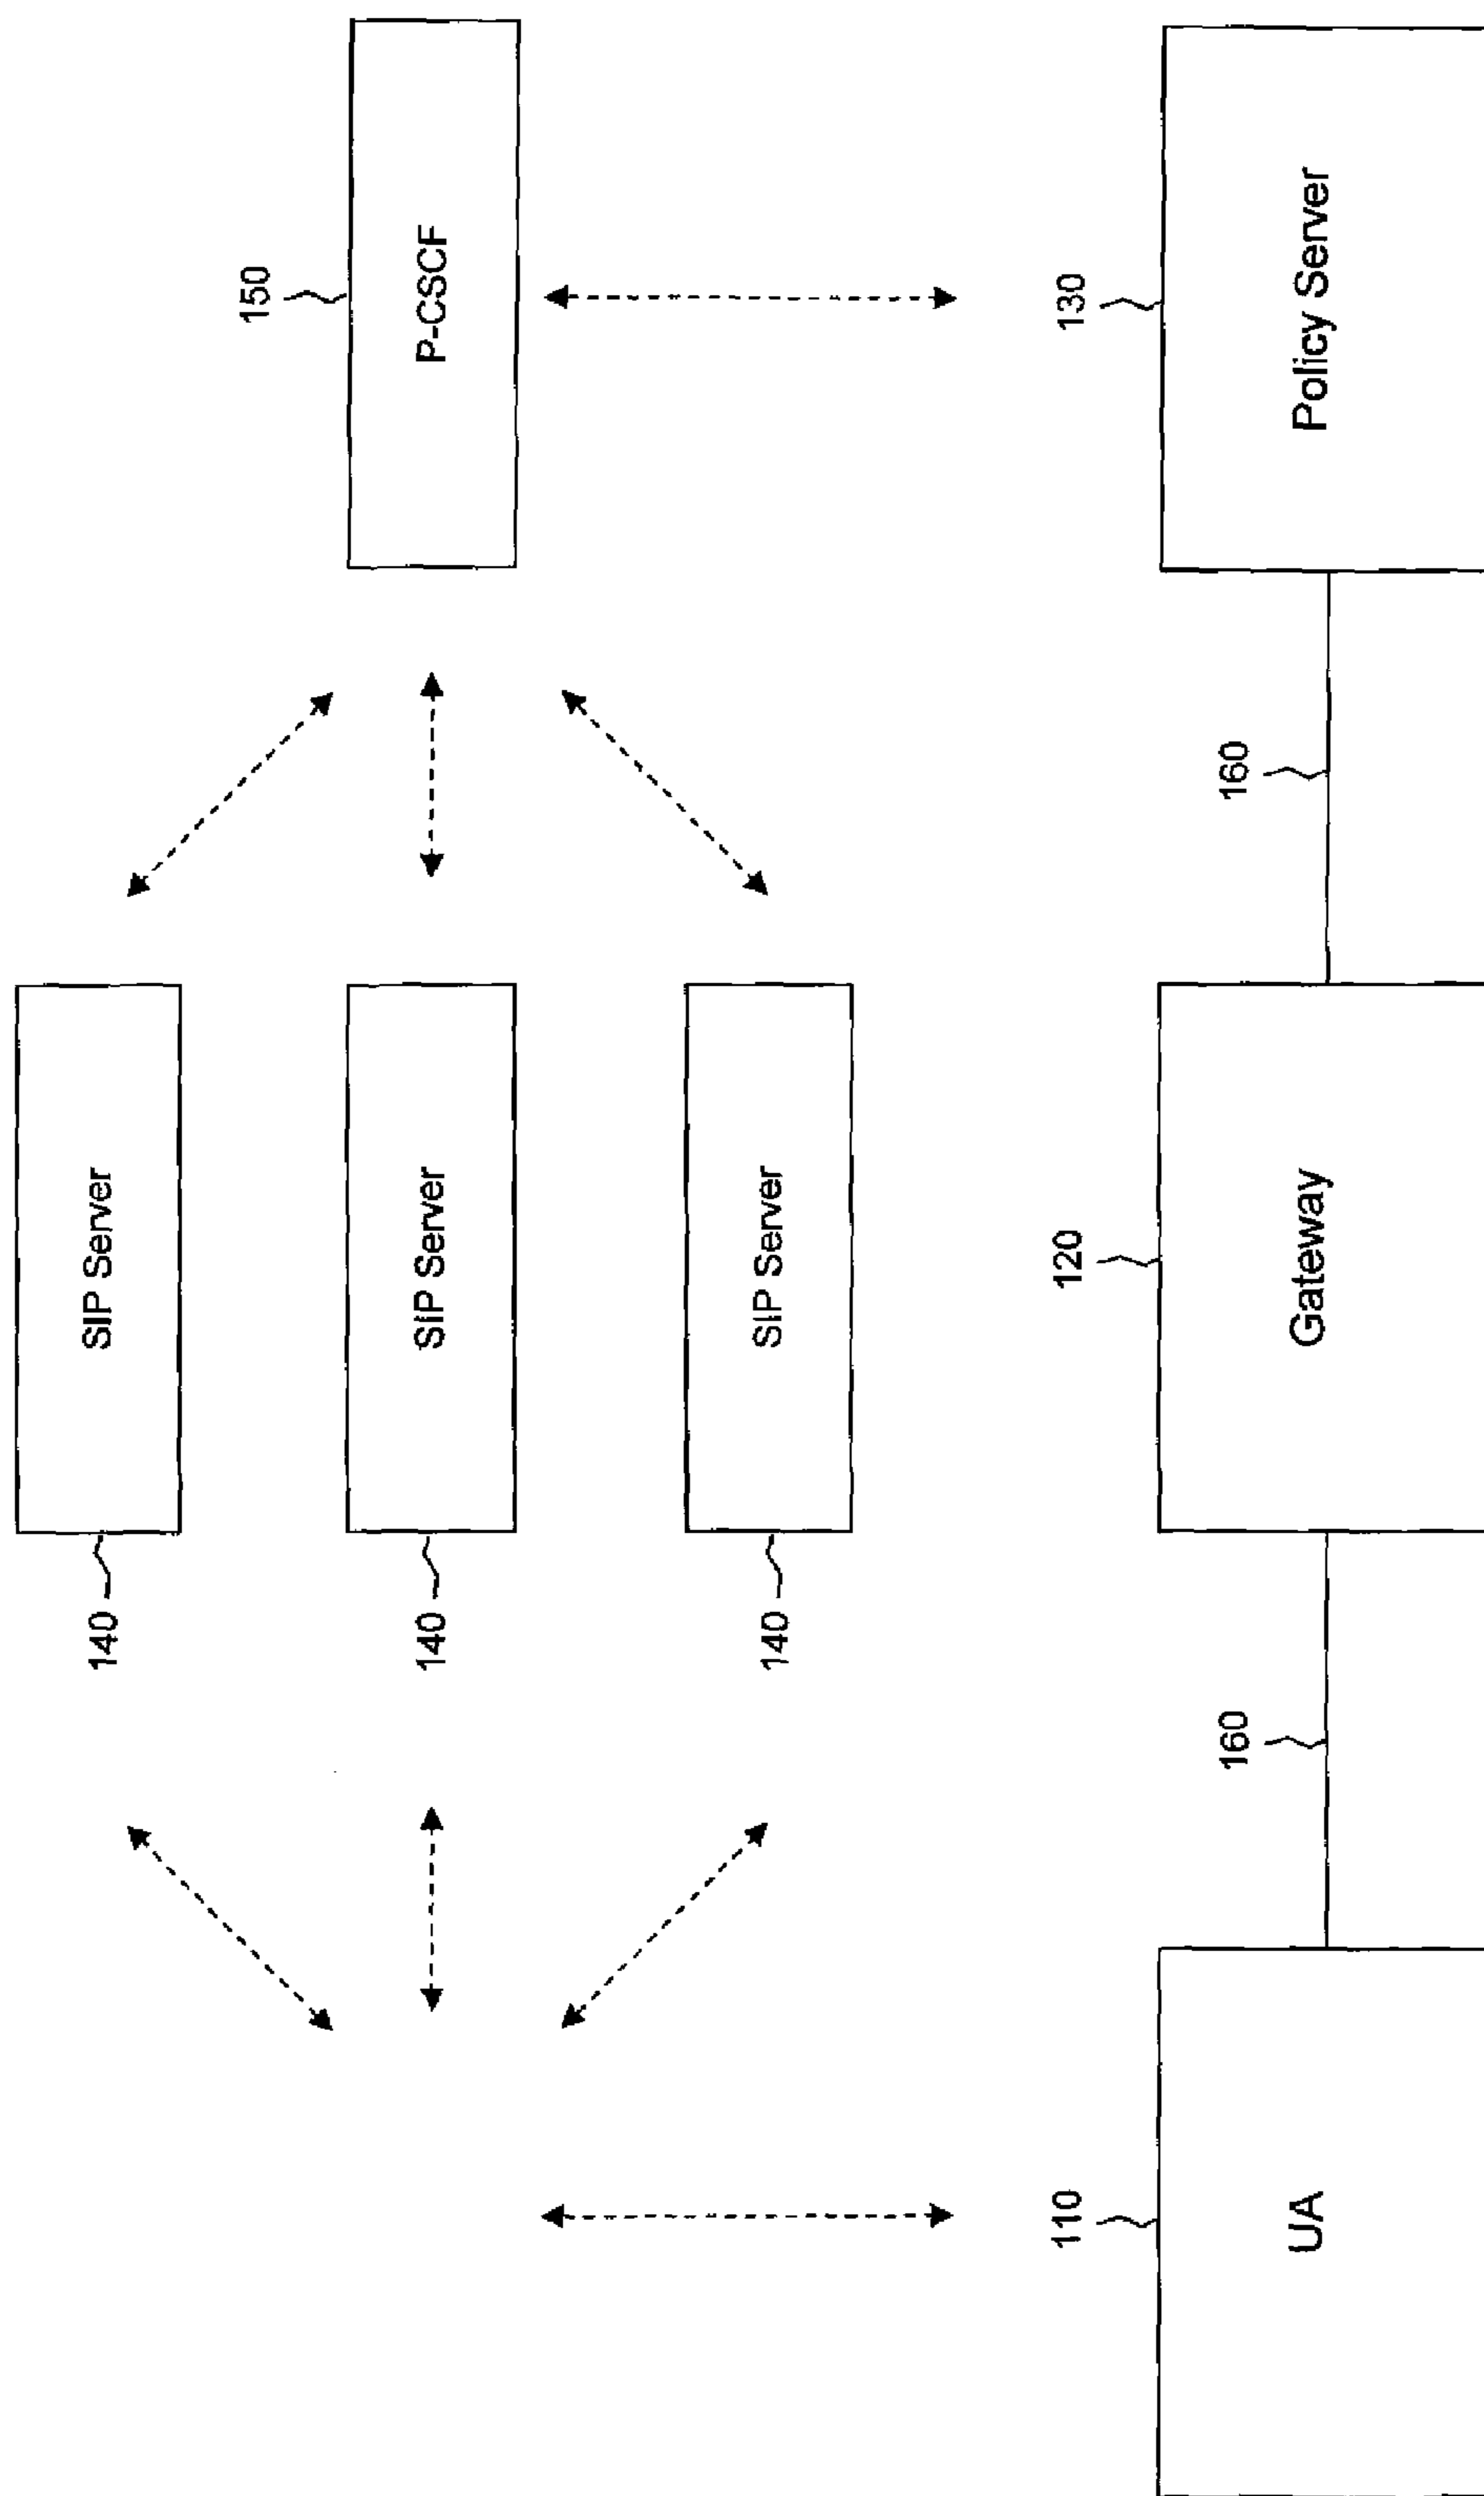 140
SIP Server
140
SIP Server
150
P-CSCF
140
SIP Server
110
120
130
160
160
UA
Gateway
Policy Server